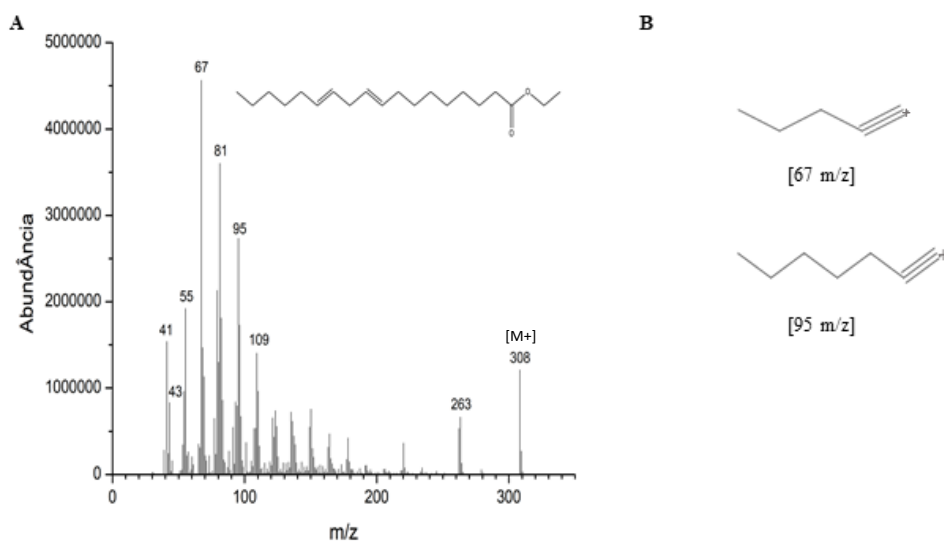 A
B
5000000
4000000
3000000
2000000
1000000
0
AbundÂncia
0
100
200
300
m/z
67
81
95
55
41
109
43
263
[M+]
308
O
O
+
[67 m/z]
+
[95 m/z]